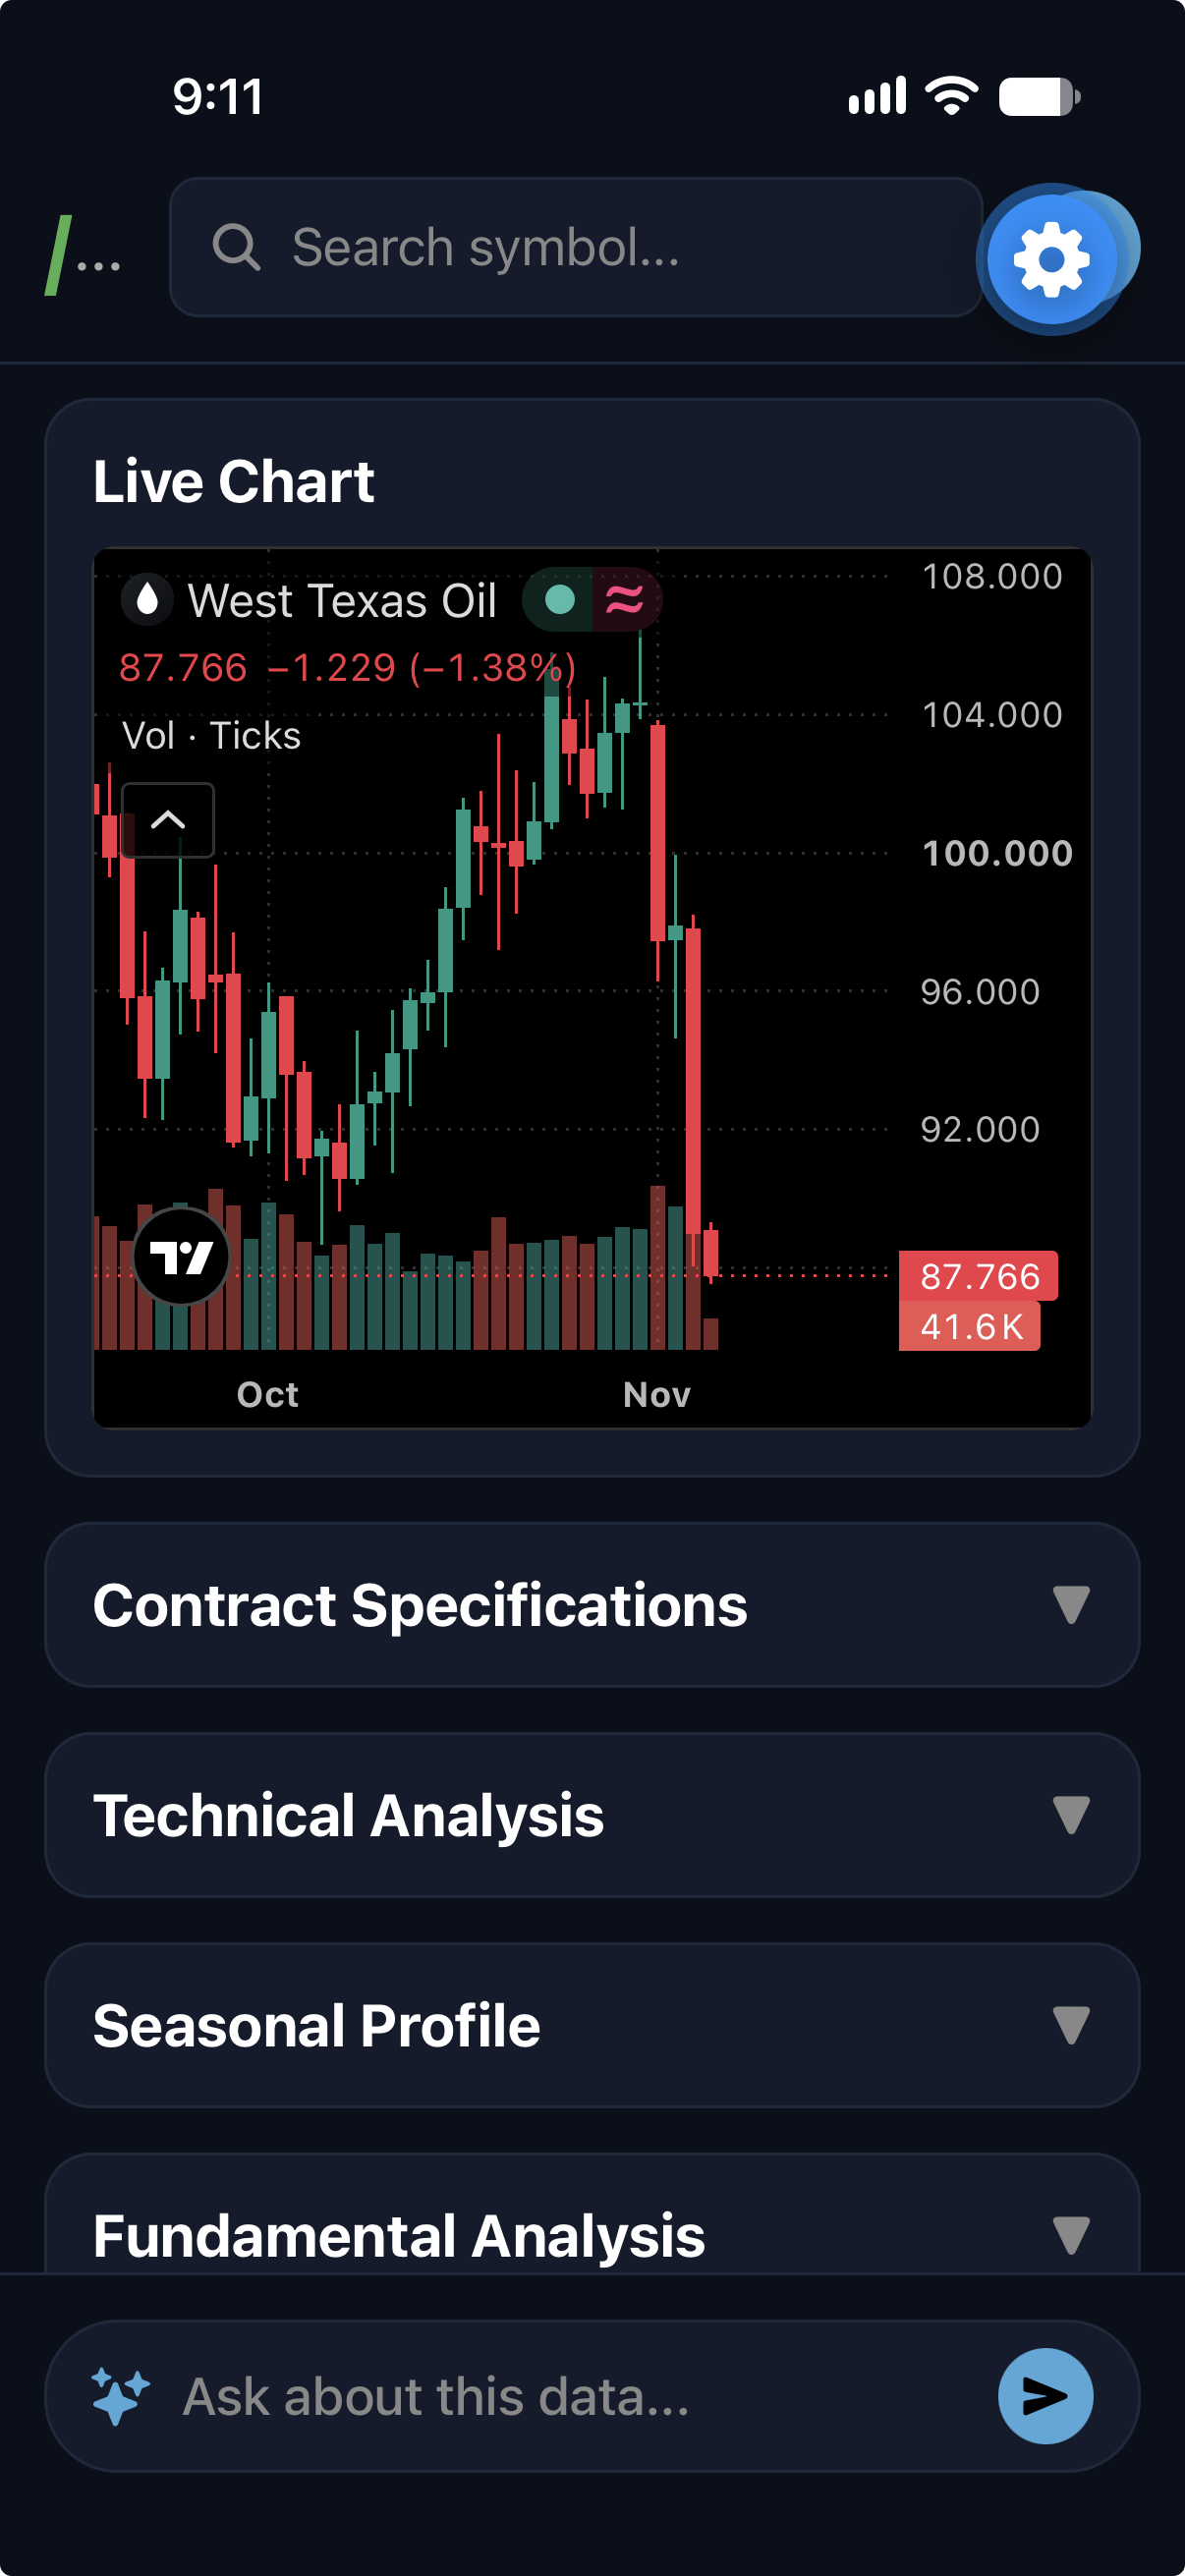 9:11
/...
Search symbol...
Live Chart
West Texas Oil
87.766 −1.229 (−1.38%)
Vol · Ticks
108.000
104.000
100.000
96.000
92.000
87.766
41.6 K
Oct
Nov
Contract Specifications
Technical Analysis
Seasonal Profile
Fundamental Analysis
Ask about this data...